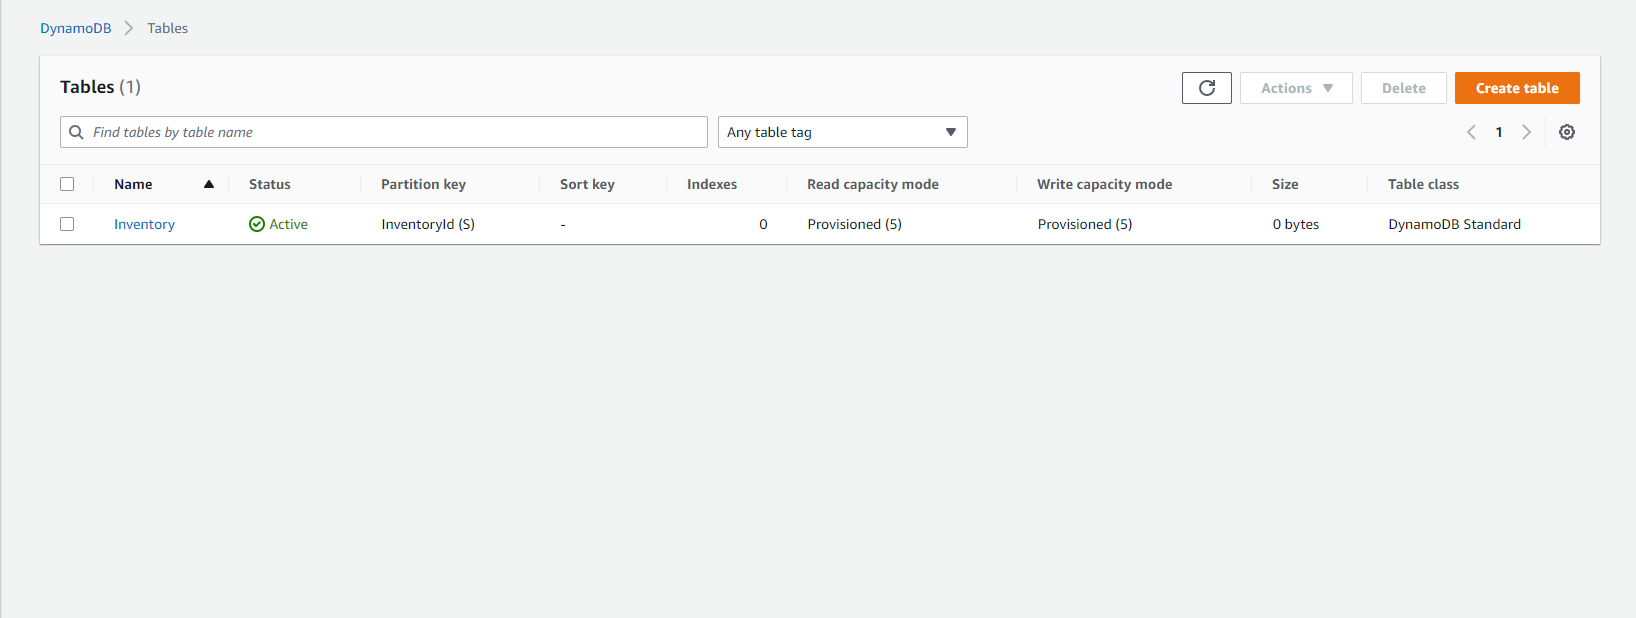 DynamoDB Tables
Tables (1)
Actions Delete Create table
Find tables by table name Any table tag 1
Name Status Partition key Sort key Indexes Read capacity mode Write capacity mode Size Table class
Inventory Active InventoryId (S) - 0 Provisioned (5) Provisioned (5) 0 bytes DynamoDB Standard